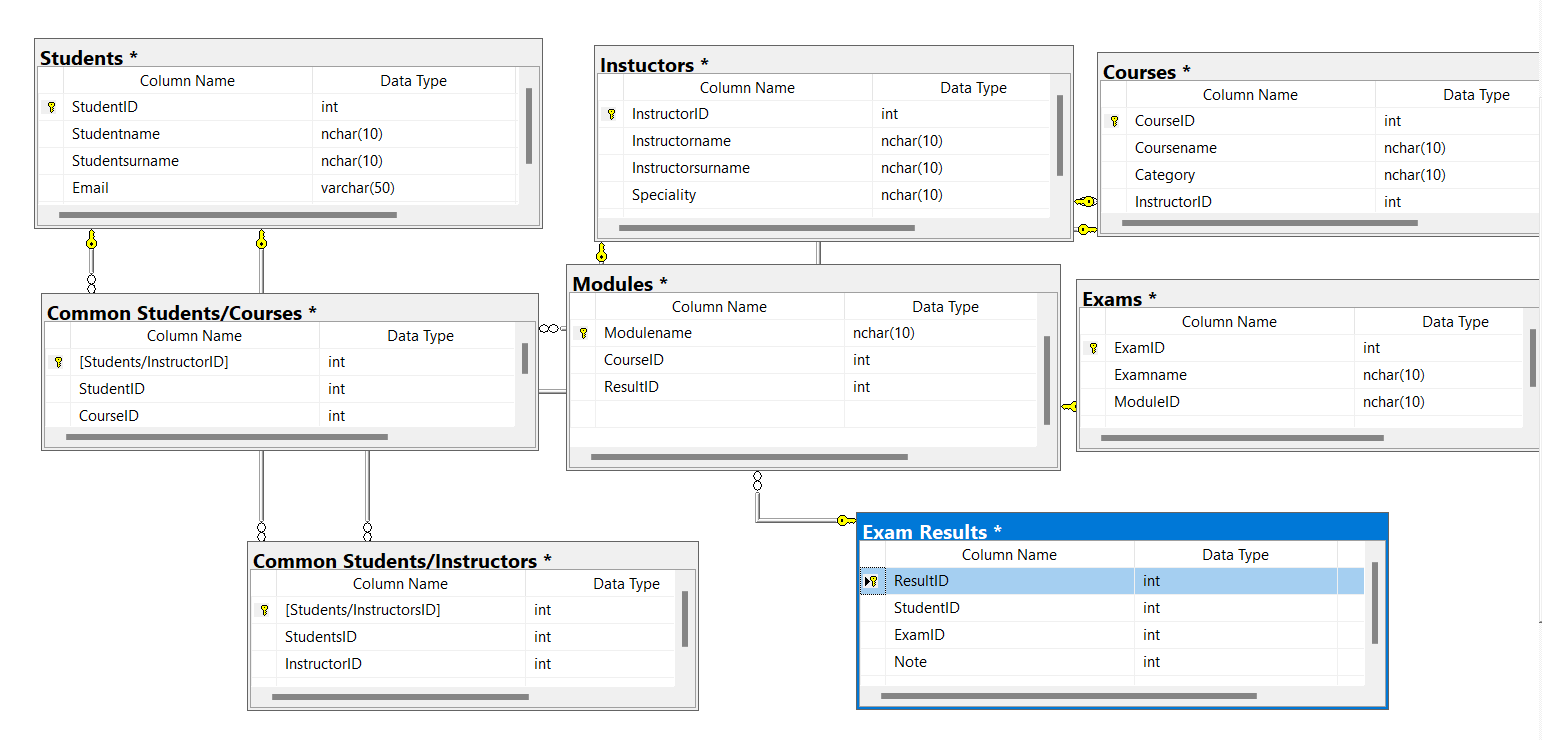 Students *
Column Name Data Type
StudentID int
Studentname nchar(10)
Studentsurname nchar(10)
Email varchar(50)
Instuctors *
Column Name Data Type
InstructorID int
Instructorname nchar(10)
Instructorsurname nchar(10)
Speciality nchar(10)
Courses *
Column Name Data Type
CourseID int
Coursename nchar(10)
Category nchar(10)
InstructorID int
Common Students/Courses *
Column Name Data Type
[Students/InstructorID] int
StudentID int
CourseID int
Modules *
Column Name Data Type
Modulename nchar(10)
CourseID int
ResultID int
Exams *
Column Name Data Type
ExamID int
Examname nchar(10)
ModuleID nchar(10)
Common Students/Instructors *
Column Name Data Type
[Students/InstructorsID] int
StudentsID int
InstructorID int
Exam Results *
Column Name Data Type
ResultID int
StudentID int
ExamID int
Note int